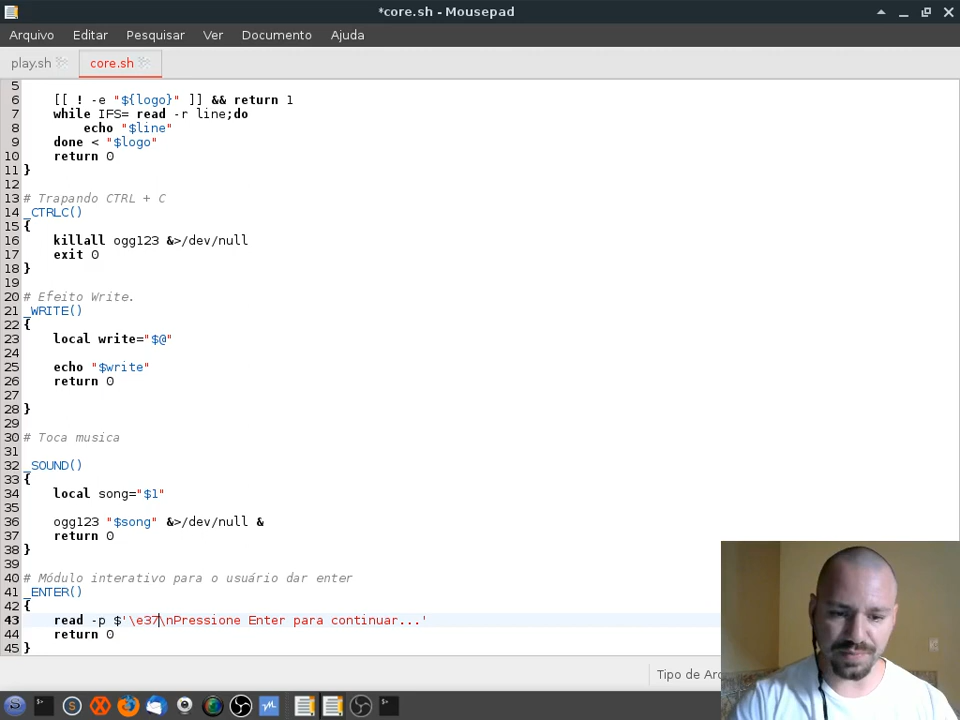 *core.sh - Mousepad
Arquivo Editar Pesquisar Ver Documento Ajuda
play.sh core.sh
5
6 [[ ! -e "${logo}" ]] && return 1
7 while IFS= read -r line;do
8 echo "$line"
9 done < "$logo"
10 return 0
11 }
12
13 # Trapando CTRL + C
14 _CTRLC()
15 {
16 killall ogg123 &>/dev/null
17 exit 0
18 }
19
20 # Efeito Write.
21 _WRITE()
22 {
23 local write="$@"
24
25 echo "$write"
26 return 0
27
28 }
29
30 # Toca musica
31
32 _SOUND()
33 {
34 local song="$1"
35
36 ogg123 "$song" &>/dev/null &
37 return 0
38 }
39
40 # Módulo interativo para o usuário dar enter
41 _ENTER()
42 {
43 read -p $'\e37\nPressione Enter para continuar...'
44 return 0
45 }
Tipo de